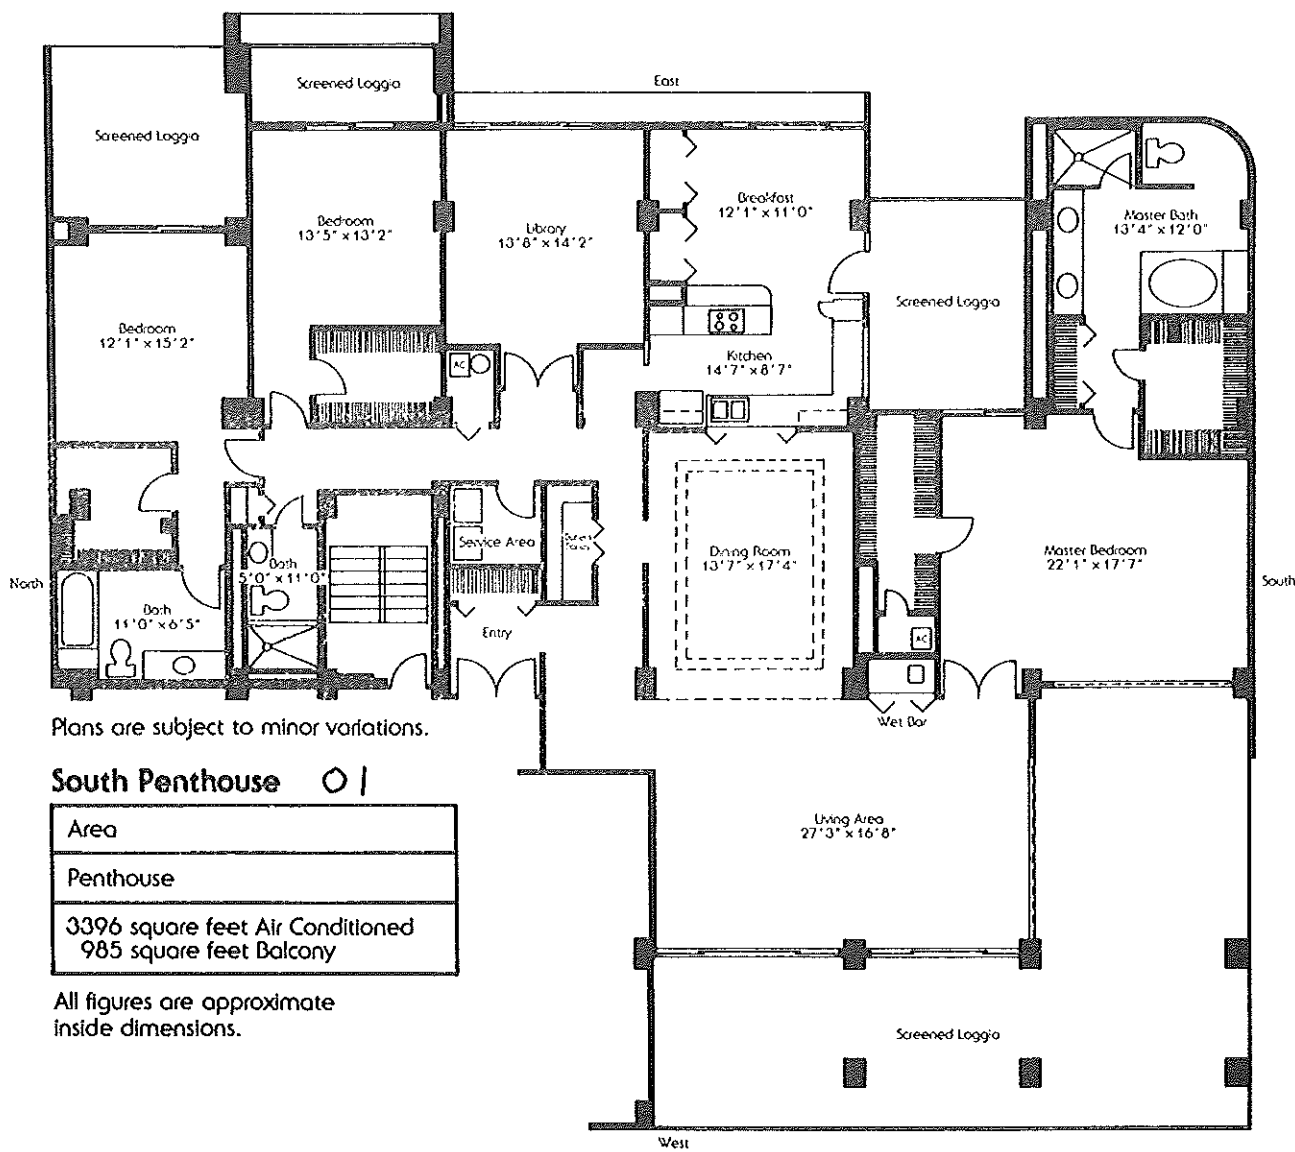 East
Screened Loggia
Screened Loggia
Breakfast
12'1" x 11'0"
Master Bath
13'4" x 12'0"
Bedroom
13'5" x 13'2"
Library
13'8" x 14'2"
Screened Loggia
Bedroom
12'1" x 15'2"
Kitchen
14'7" x 8'7"
AC
Service Area
Dining Room
13'7" x 17'4"
Master Bedroom
22'1" x 17'7"
North
South
Bath
5'0" x 11'0"
Bath
11'0" x 6'5"
Entry
AC
Wet Bar
Plans are subject to minor variations.
South Penthouse 01
Area
Penthouse
3396 square feet Air Conditioned
985 square feet Balcony
All figures are approximate
inside dimensions.
Living Area
27'3" x 16'8"
Screened Loggia
West